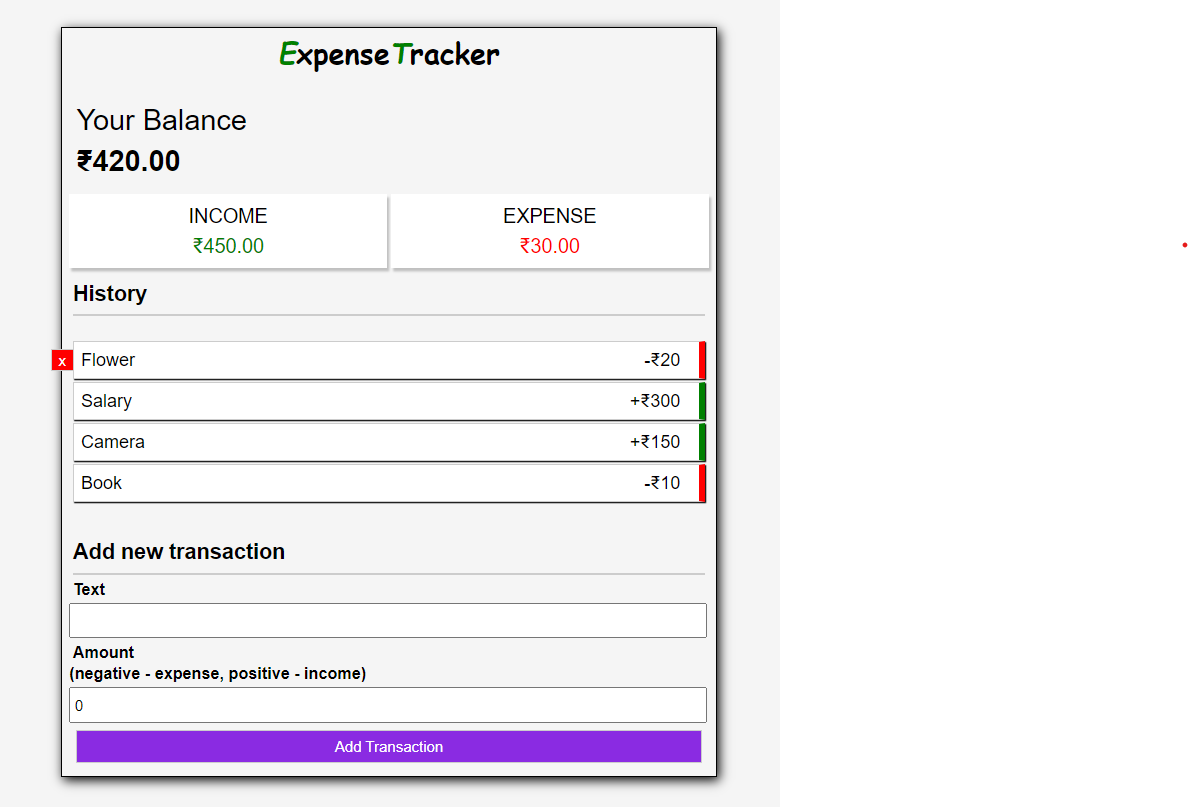 ExpenseTracker
Your Balance
₹420.00
INCOME
₹450.00
EXPENSE
₹30.00
History
x Flower -₹20
Salary +₹300
Camera +₹150
Book -₹10
Add new transaction
Text
Amount
(negative - expense, positive - income)
0
Add Transaction